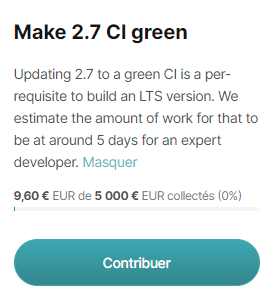 Make 2.7 CI green
Updating 2.7 to a green CI is a per-
requisite to build an LTS version. We
estimate the amount of work for that to
be at around 5 days for an expert
developer. Masquer
9,60 € EUR de 5 000 € EUR collectés (0%)
Contribuer